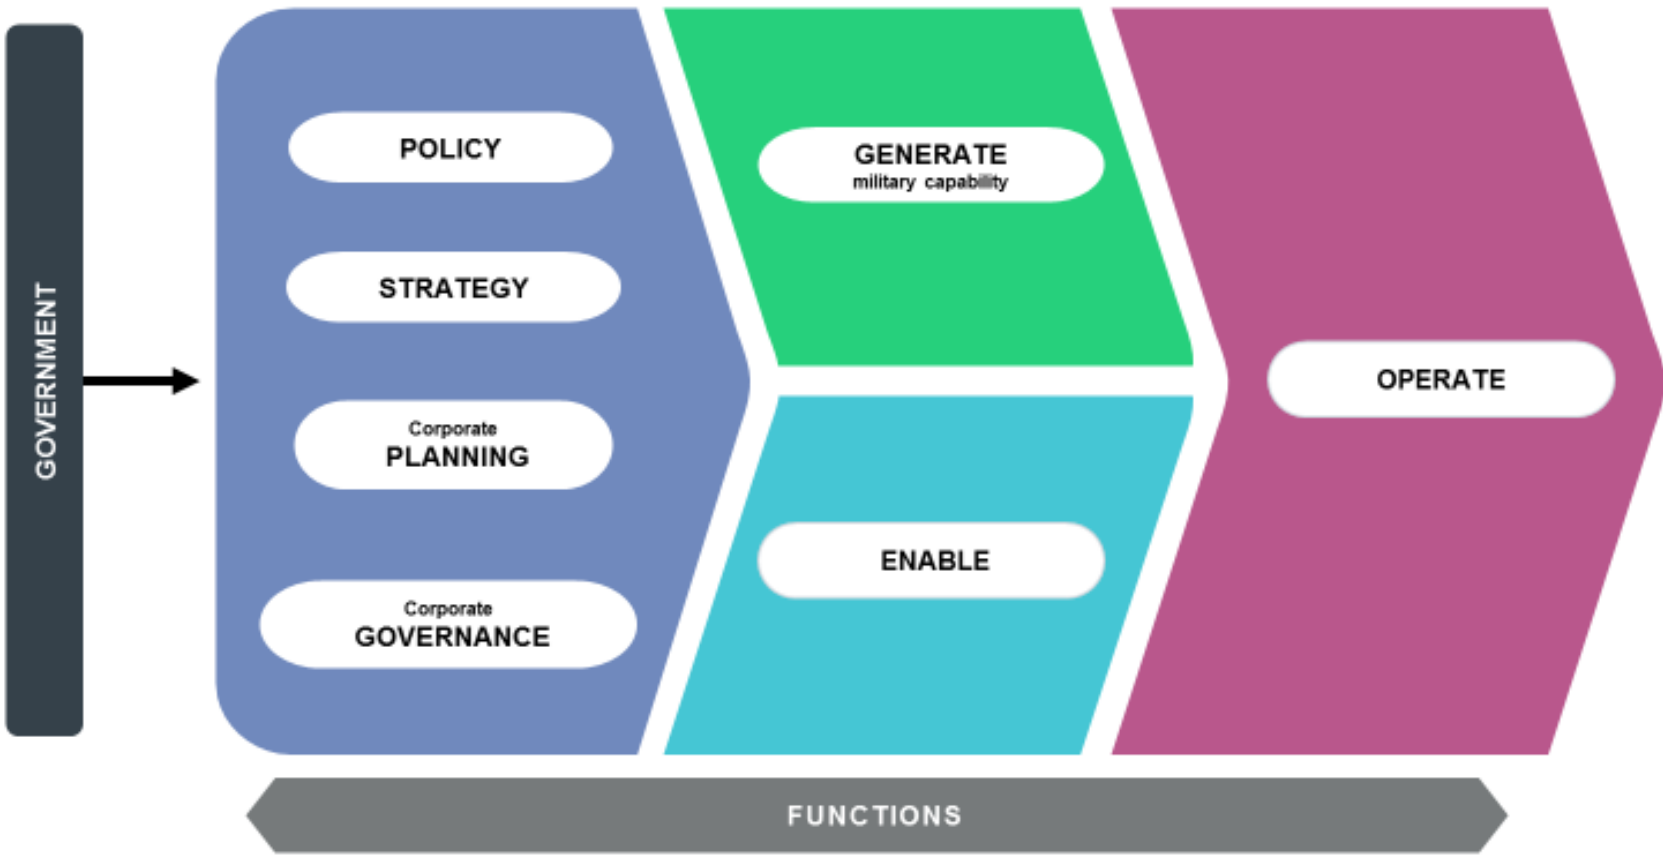 GOVERNMENT
POLICY
STRATEGY
Corporate
PLANNING
Corporate
GOVERNANCE
GENERATE
military capability
ENABLE
OPERATE
FUNCTIONS